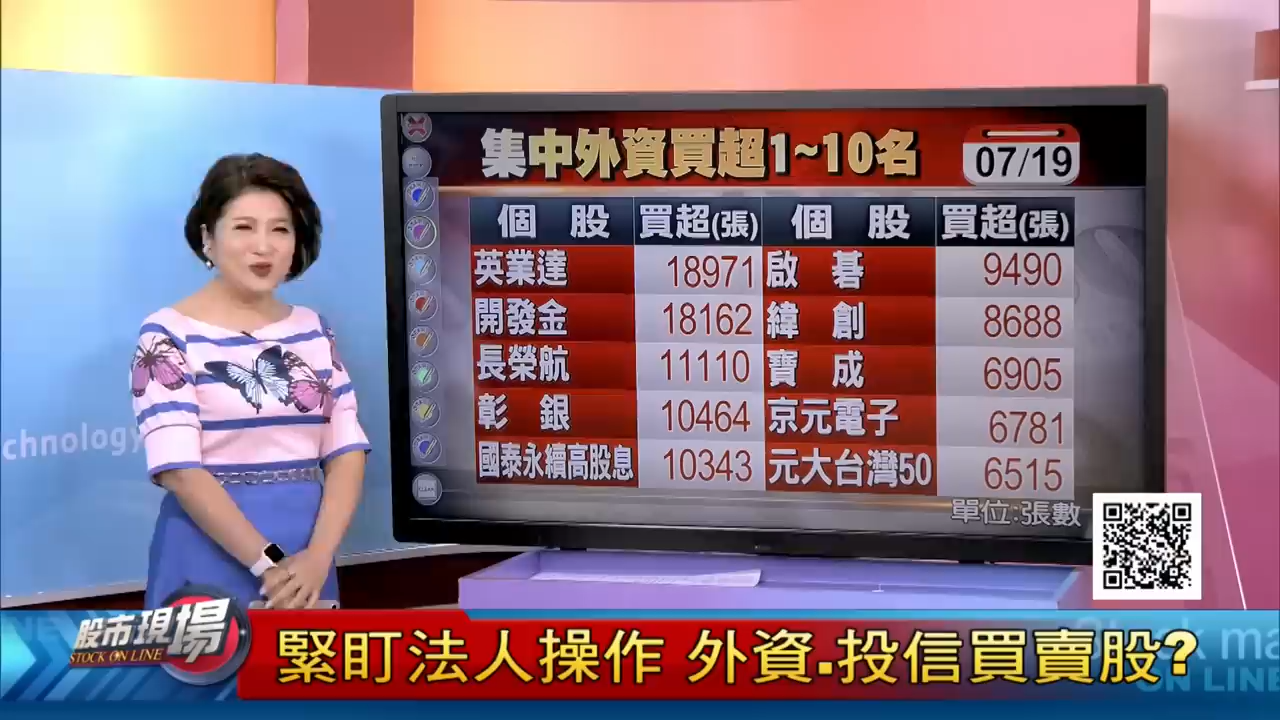 集中外資買超1~10名
07/19
個股 買超(張) 個股 買超(張)
英業達 18971 啟碁 9490
開發金 18162 緯創 8688
長榮航 11110 寶成 6905
彰銀 10464 京元電子 6781
國泰永續高股息 10343 元大台灣50 6515
單位:張數
chnology
股市現場
STOCK ON LINE
緊盯法人操作 外資.投信買賣股?
ON LINE